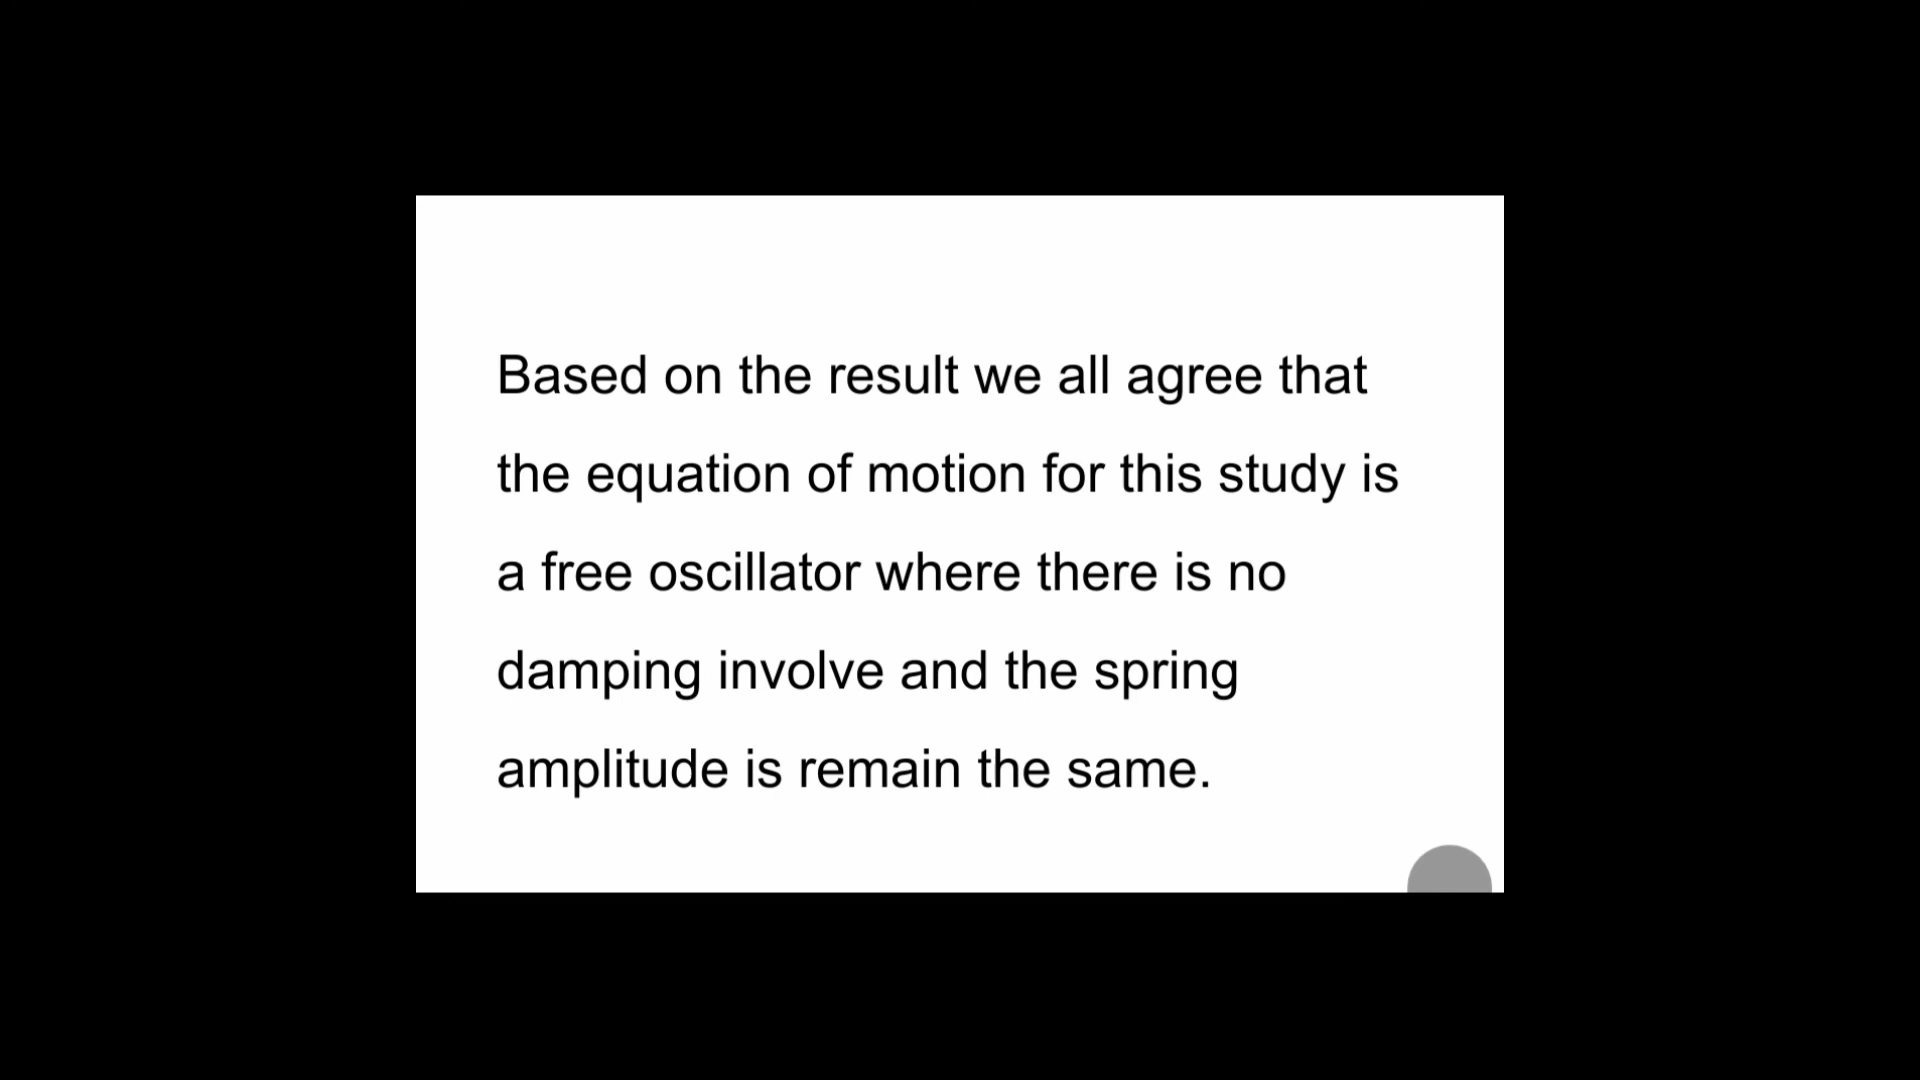 Based on the result we all agree that
the equation of motion for this study is
a free oscillator where there is no
damping involve and the spring
amplitude is remain the same.